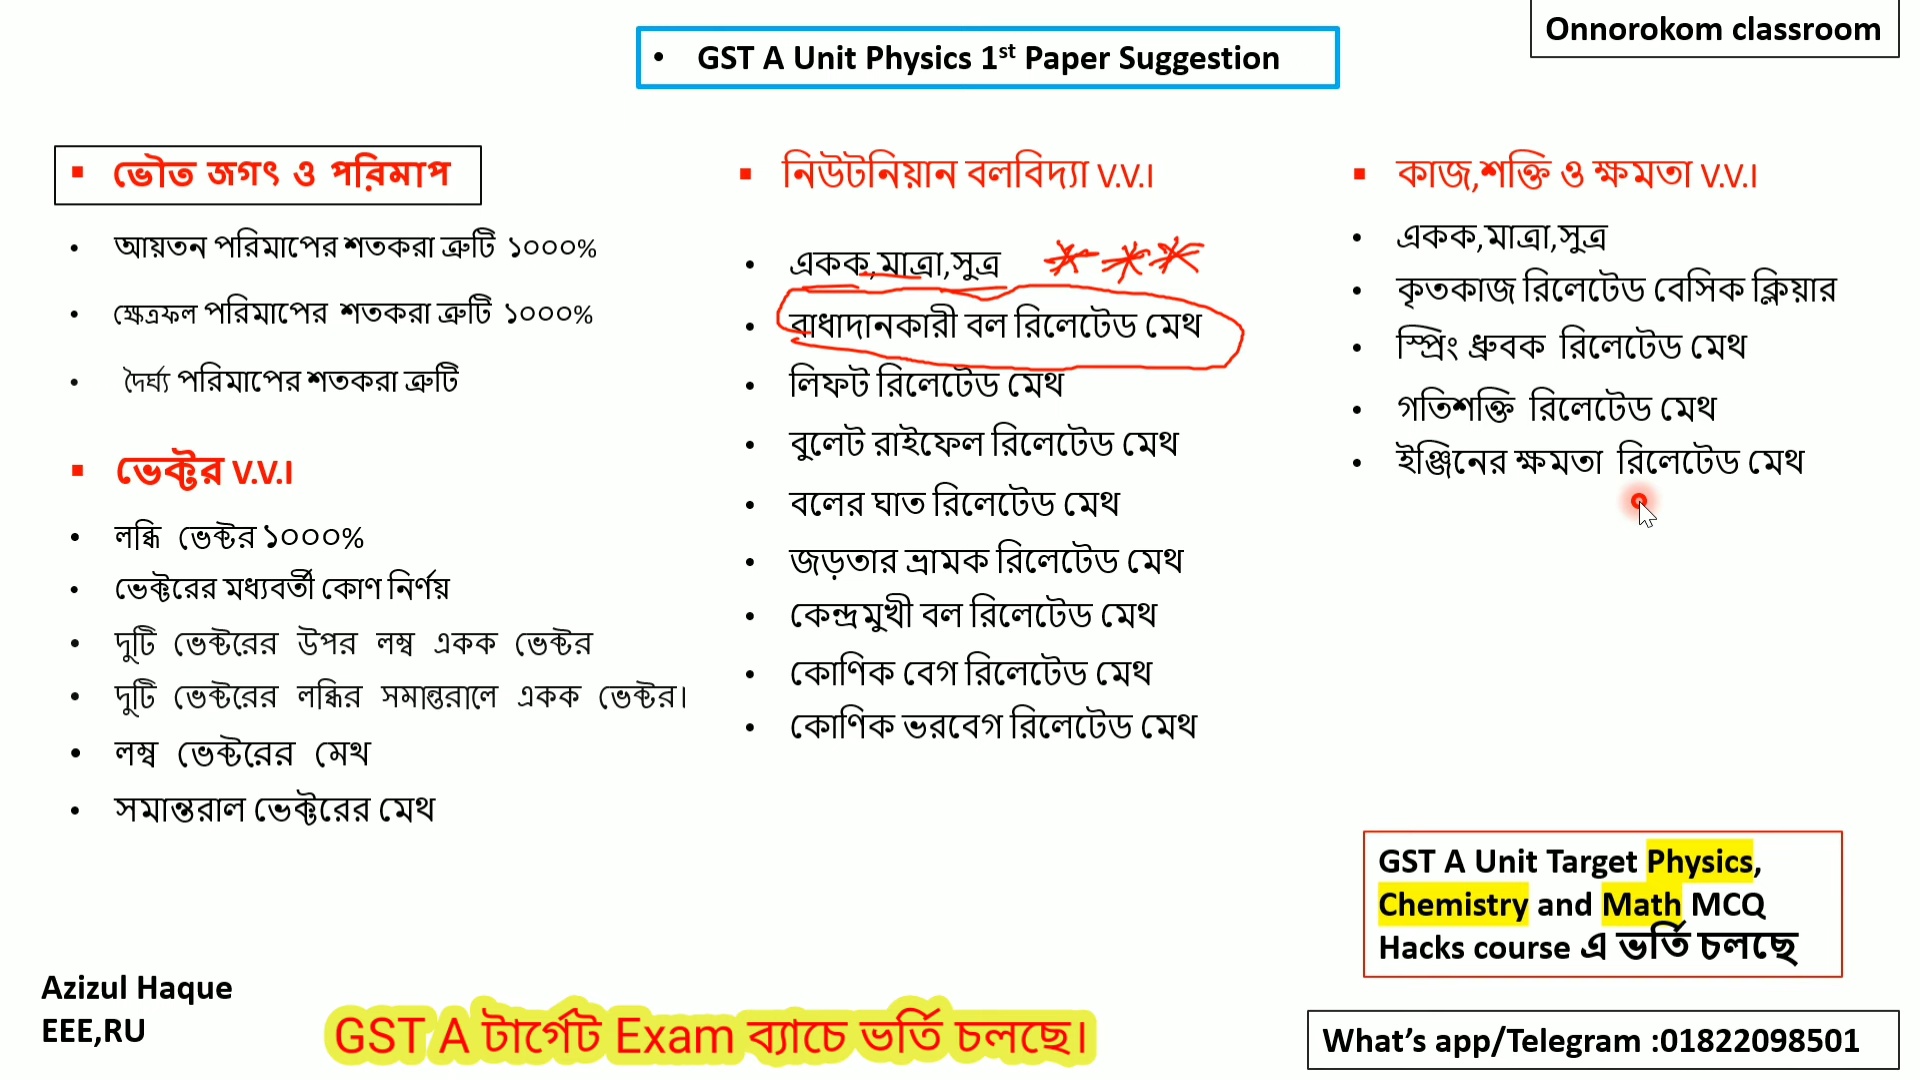 Onnorokom classroom
• GST A Unit Physics 1st Paper Suggestion
▪ ভৌত জগৎ ও পরিমাপ
• আয়তন পরিমাপের শতকরা ত্রুটি ১০০০%
• ক্ষেত্রফল পরিমাপের শতকরা ত্রুটি ১০০০%
• দৈর্ঘ্য পরিমাপের শতকরা ত্রুটি
▪ ভেক্টর V.V.I
• লব্ধি ভেক্টর ১০০০%
• ভেক্টরের মধ্যবর্তী কোণ নির্ণয়
• দুটি ভেক্টরের উপর লম্ব একক ভেক্টর
• দুটি ভেক্টরের লব্ধির সমান্তরালে একক ভেক্টর।
• লম্ব ভেক্টরের মেথ
• সমান্তরাল ভেক্টরের মেথ
▪ নিউটনিয়ান বলবিদ্যা V.V.I
• একক,মাত্রা,সুত্র
• বাধাদানকারী বল রিলেটেড মেথ
• লিফট রিলেটেড মেথ
• বুলেট রাইফেল রিলেটেড মেথ
• বলের ঘাত রিলেটেড মেথ
• জড়তার ভ্রামক রিলেটেড মেথ
• কেন্দ্রমুখী বল রিলেটেড মেথ
• কোণিক বেগ রিলেটেড মেথ
• কোণিক ভরবেগ রিলেটেড মেথ
▪ কাজ,শক্তি ও ক্ষমতা V.V.I
• একক,মাত্রা,সুত্র
• কৃতকাজ রিলেটেড বেসিক ক্লিয়ার
• স্প্রিং ধ্রুবক রিলেটেড মেথ
• গতিশক্তি রিলেটেড মেথ
• ইঞ্জিনের ক্ষমতা রিলেটেড মেথ
GST A Unit Target Physics,
Chemistry and Math MCQ
Hacks course এ ভর্তি চলছে
Azizul Haque
EEE,RU
GST A টার্গেট Exam ব্যাচে ভর্তি চলছে।
What’s app/Telegram :01822098501